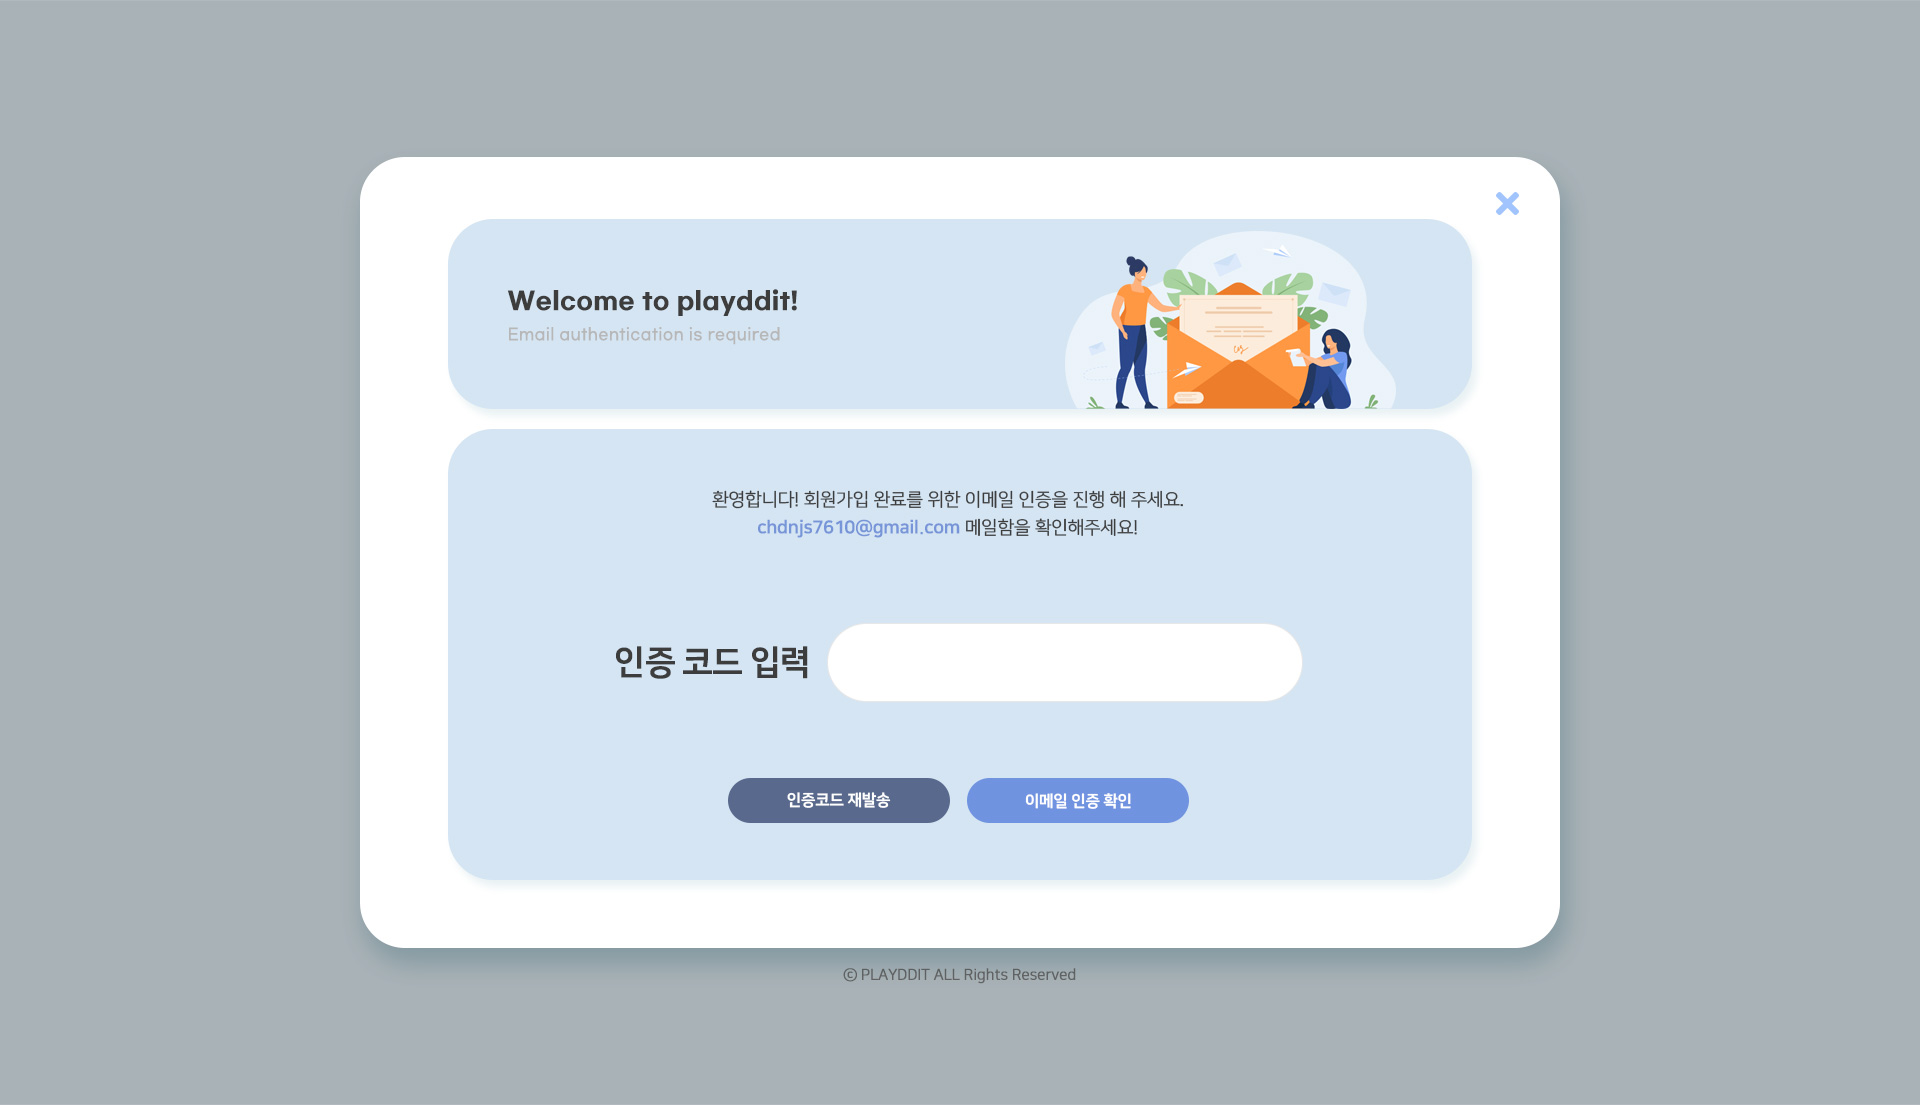 Welcome to playddit!
Email authentication is required
환영합니다! 회원가입 완료를 위한 이메일 인증을 진행 해 주세요.
chdnjs7610@gmail.com 메일함을 확인해주세요!
인증 코드 입력
인증코드 재발송
이메일 인증 확인
ⓒ PLAYDDIT ALL Rights Reserved